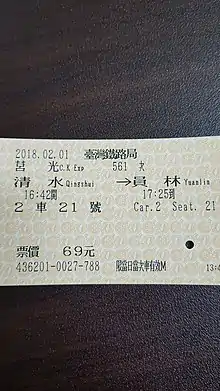 2018.02.01 臺灣鐵路局
莒 光 C.K Exp 561 次
清 水 Qingshui →員 林 Yuanlin
16:42開 17:25到
2 車 21 號 Car.2 Seat. 21
票價 69元
436201-0027-788 限當日當次車有效M